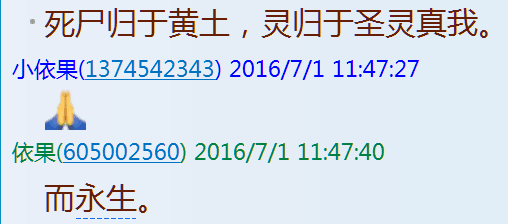 死尸归于黄土，灵归于圣灵真我。
小依果(1374542343) 2016/7/1 11:47:27
🙏
依果(605002560) 2016/7/1 11:47:40
而永生。